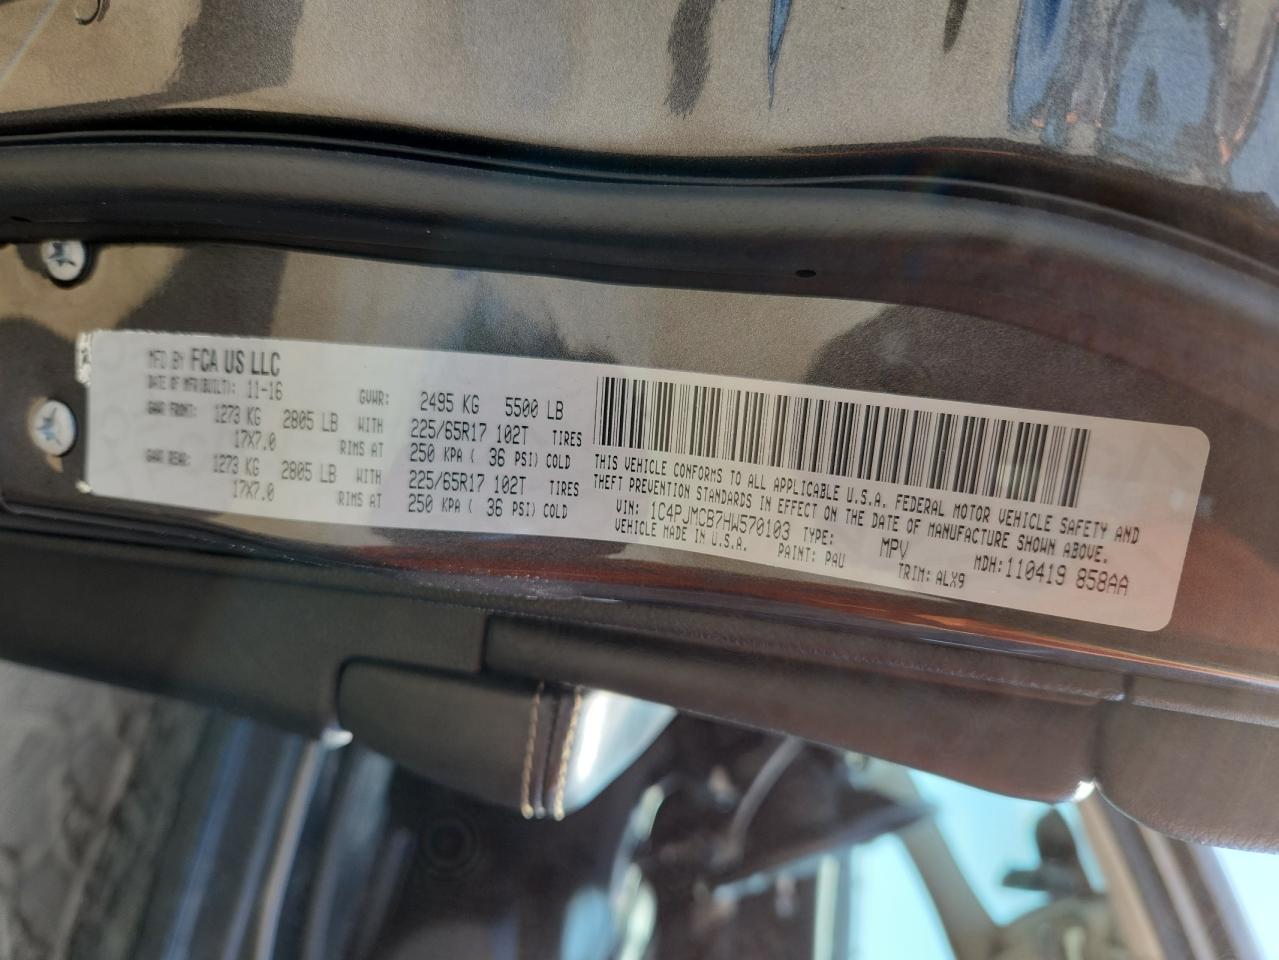 MFD BY FCA US LLC
DATE OF MFR(BUILT): 11-16 GVWR: 2495 KG 5500 LB
GAWR FRONT: 1273 KG 2805 LB WITH 225/65R17 102T TIRES
17X7.0 RIMS AT 250 KPA ( 36 PSI) COLD
GAWR REAR: 1273 KG 2805 LB WITH 225/65R17 102T TIRES
17X7.0 RIMS AT 250 KPA ( 36 PSI) COLD
THIS VEHICLE CONFORMS TO ALL APPLICABLE U.S.A. FEDERAL MOTOR VEHICLE SAFETY AND
THEFT PREVENTION STANDARDS IN EFFECT ON THE DATE OF MANUFACTURE SHOWN ABOVE.
VIN: 1C4PJMCB7HW570103 TYPE: MPV MDH: 110419 858AA
VEHICLE MADE IN U.S.A. PAINT: PAU TRIM: ALX9